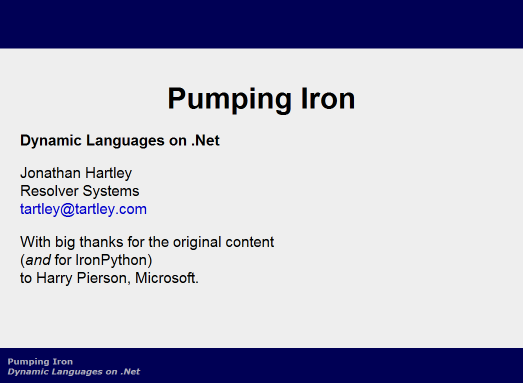 Pumping Iron
Dynamic Languages on .Net
Jonathan Hartley
Resolver Systems
tartley@tartley.com
With big thanks for the original content
(and for IronPython)
to Harry Pierson, Microsoft.
Pumping Iron
Dynamic Languages on .Net